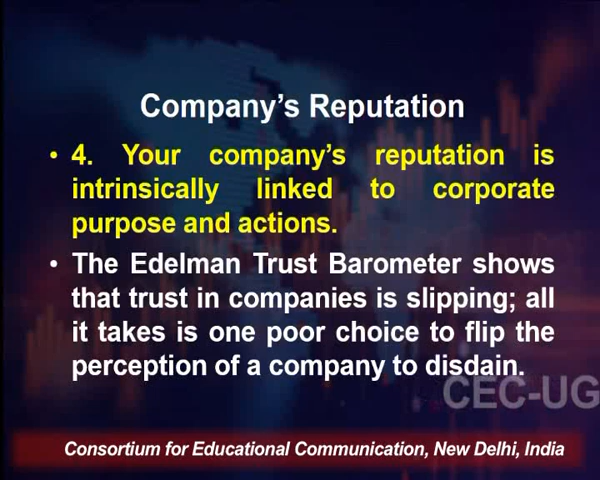 Company's Reputation
• 4. Your company's reputation is
intrinsically linked to corporate
purpose and actions.
• The Edelman Trust Barometer shows
that trust in companies is slipping; all
it takes is one poor choice to flip the
perception of a company to disdain.
CEC-UG
Consortium for Educational Communication, New Delhi, India